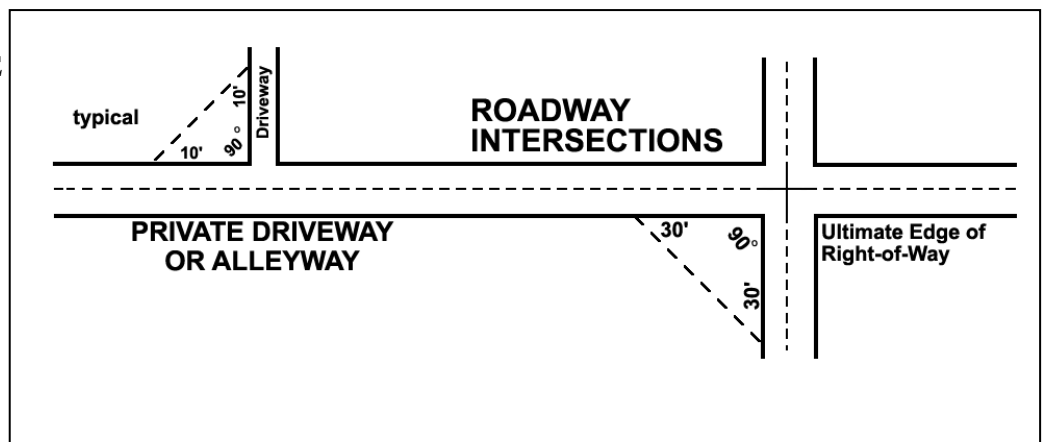 typical
10'
90°
10'
Driveway
ROADWAY
INTERSECTIONS
PRIVATE DRIVEWAY
OR ALLEYWAY
30'
90°
30'
Ultimate Edge of
Right-of-Way